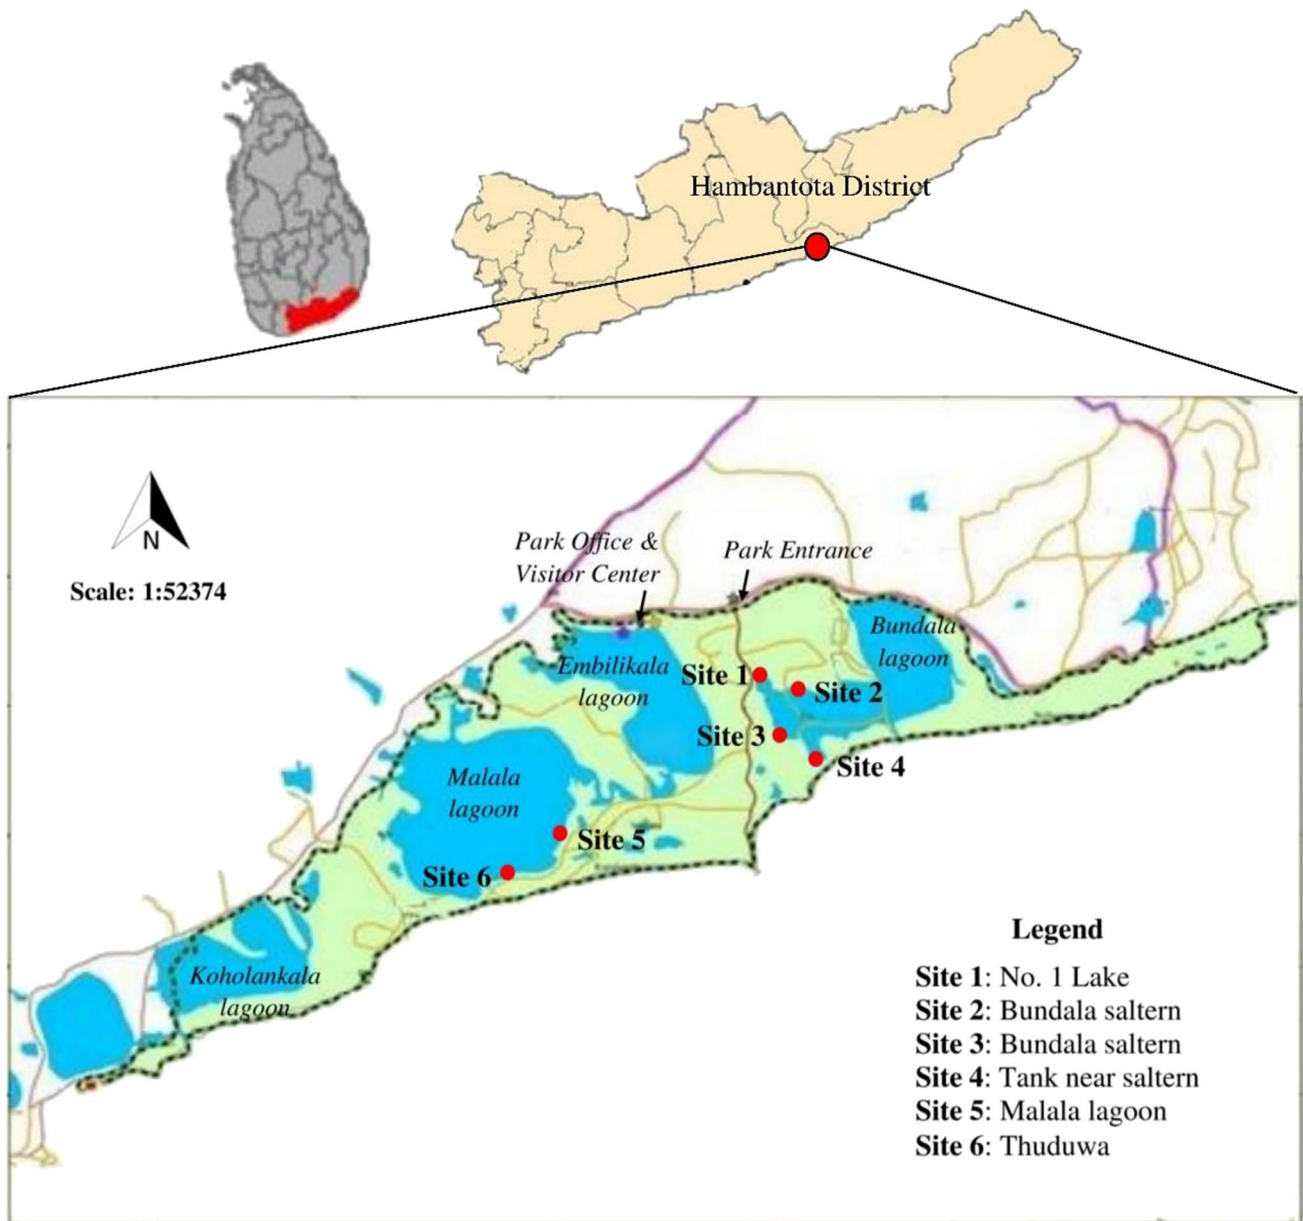 Hambantota District
N
Scale: 1:52374
Park Office &
Visitor Center
Park Entrance
Bundala
lagoon
Embilikala
lagoon
Site 1
Site 2
Site 3
Site 4
Malala
lagoon
Site 5
Site 6
Koholankala
lagoon
Legend
Site 1: No. 1 Lake
Site 2: Bundala saltern
Site 3: Bundala saltern
Site 4: Tank near saltern
Site 5: Malala lagoon
Site 6: Thuduwa